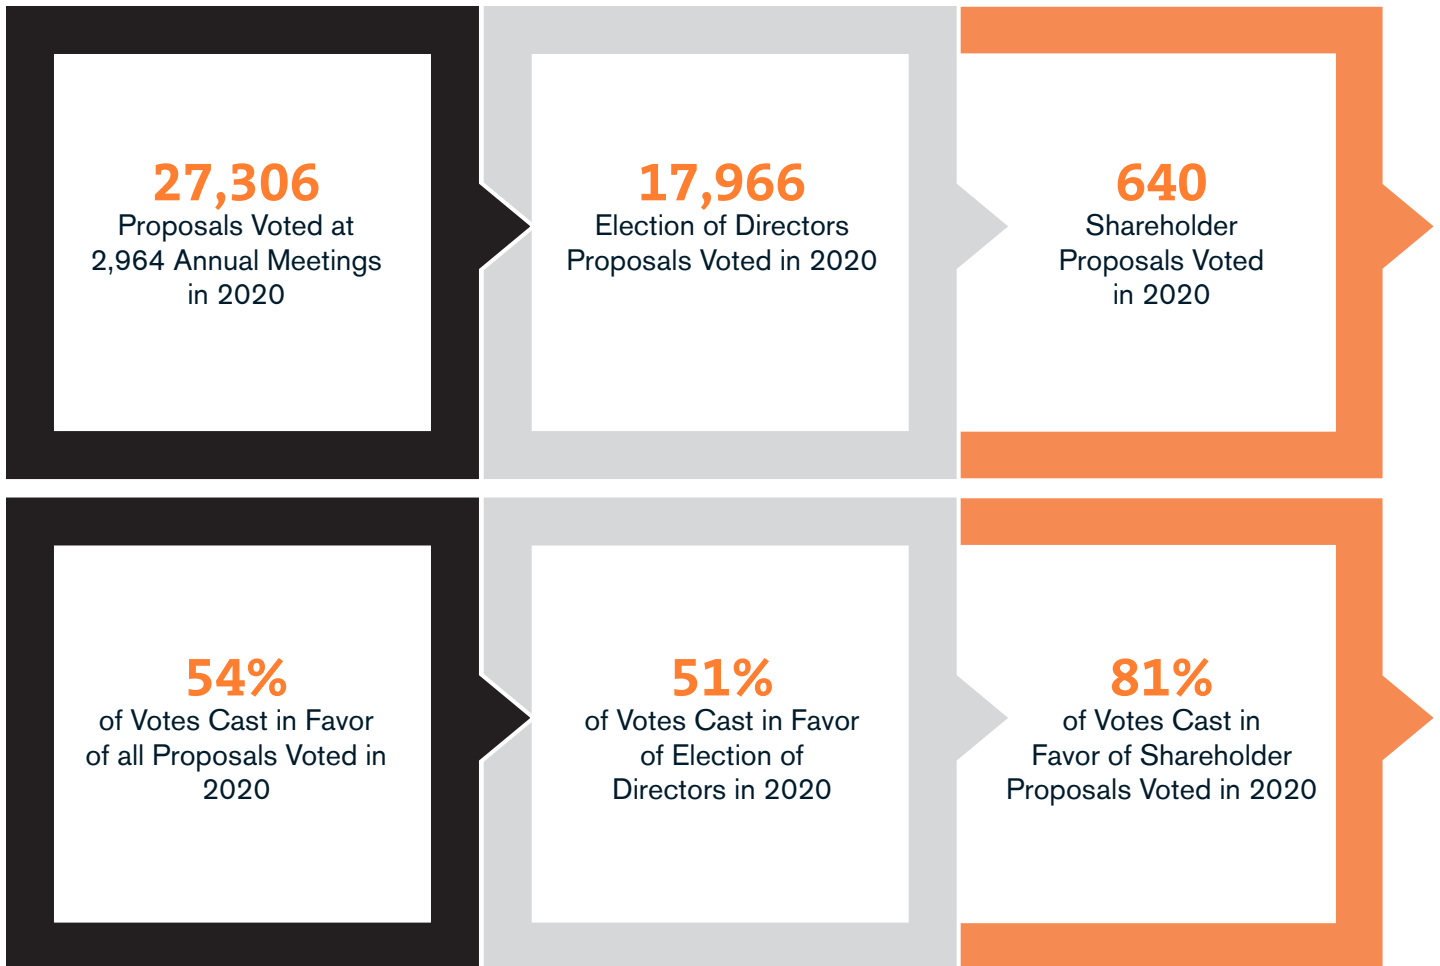 27,306
Proposals Voted at
2,964 Annual Meetings
in 2020
17,966
Election of Directors
Proposals Voted in 2020
640
Shareholder
Proposals Voted
in 2020
54%
of Votes Cast in Favor
of all Proposals Voted in
2020
51%
of Votes Cast in Favor
of Election of
Directors in 2020
81%
of Votes Cast in
Favor of Shareholder
Proposals Voted in 2020